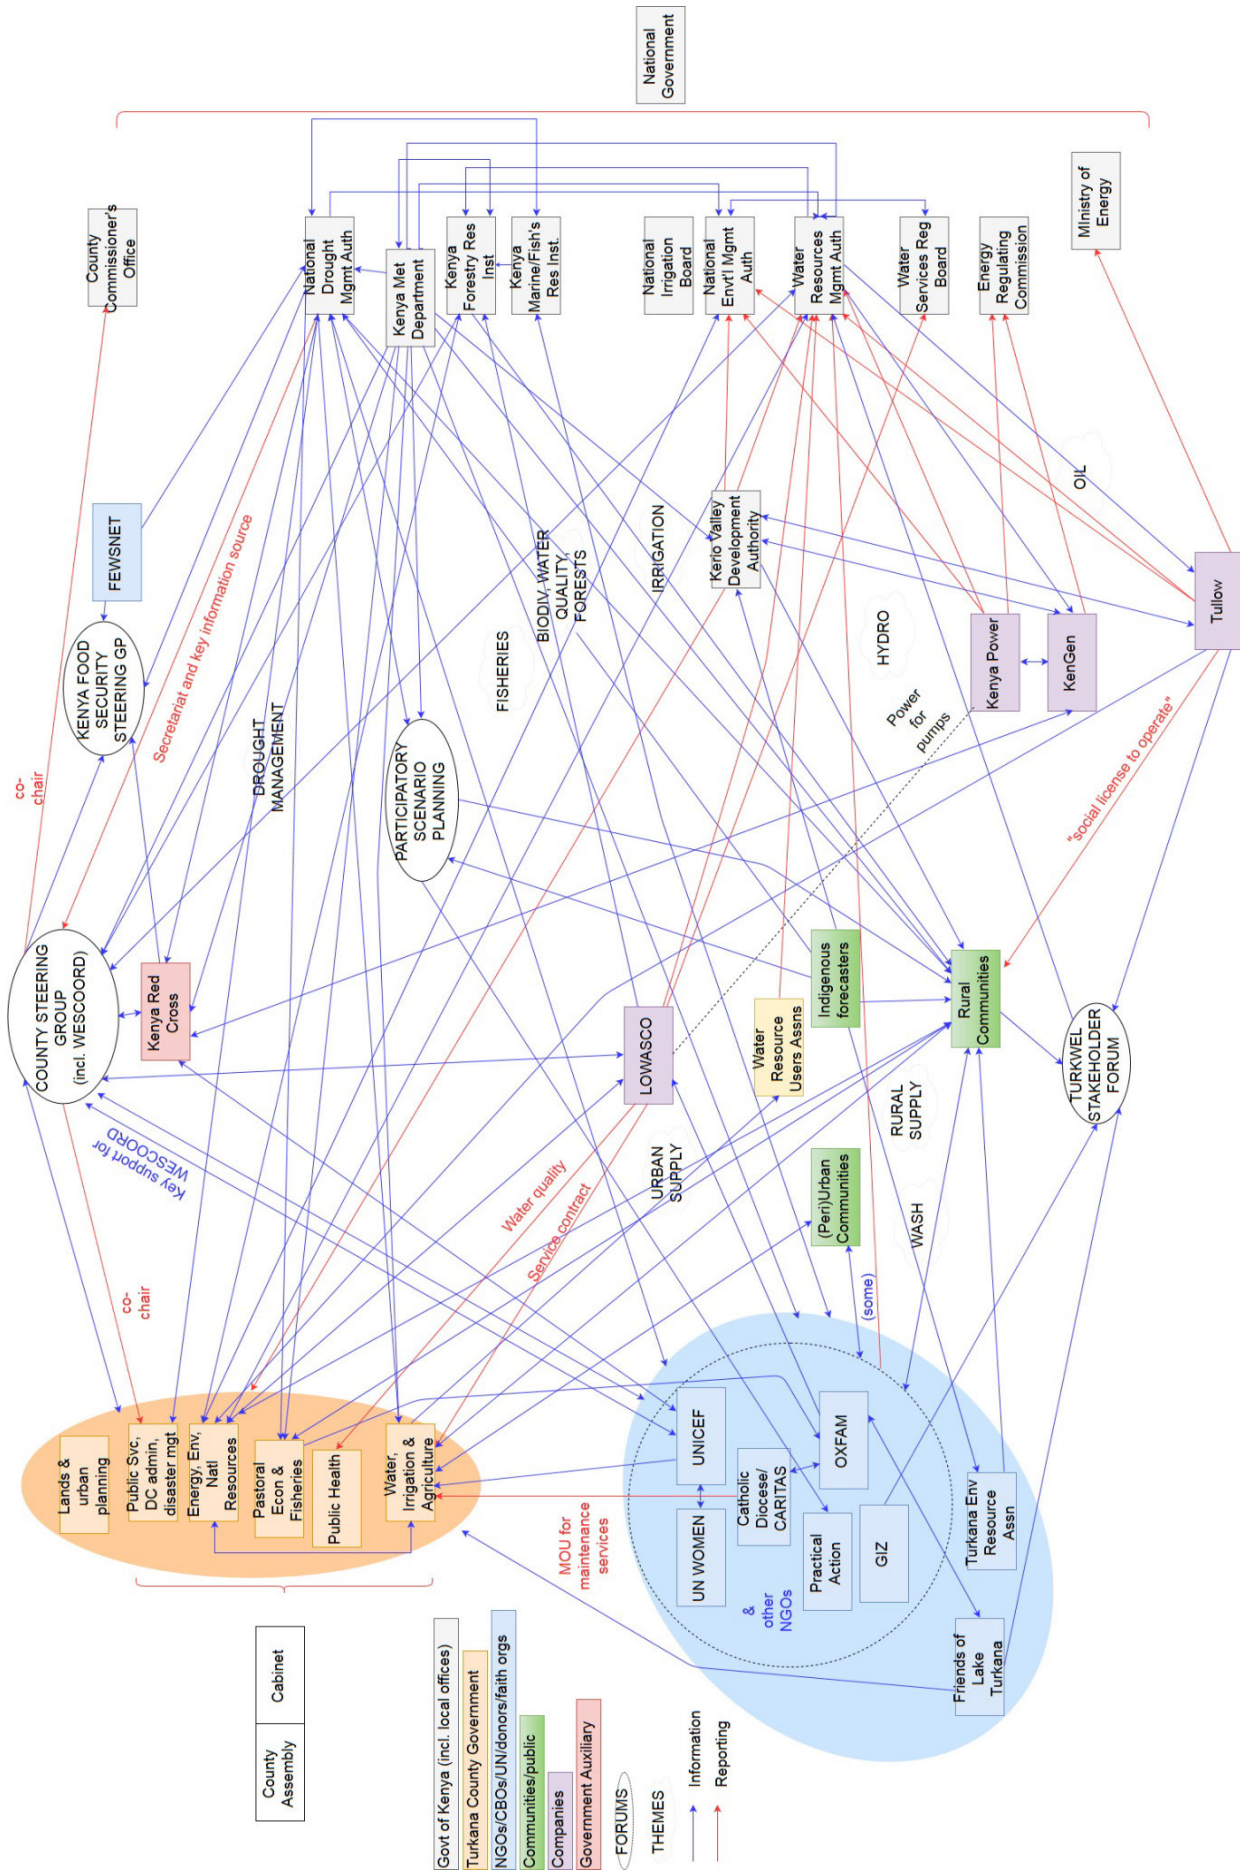 County
Assembly
Cabinet
Govt of Kenya (incl. local offices)
Turkana County Government
NGOs/CBOs/UN/donors/faith orgs
Communities/public
Companies
Government Auxiliary
FORUMS
THEMES
Information
Reporting
Lands &
urban
planning
Public Svc,
DC admin,
disaster mgt
Energy, Env,
Natl
Resources
Pastoral
Econ &
Fisheries
Public Health
Water,
Irrigation &
Agriculture
MOU for
maintenance
services
UN WOMEN
UNICEF
Catholic
Diocese/
CARITAS
& 
other
NGOs
Practical
Action
OXFAM
GIZ
Friends of
Lake
Turkana
Turkana Env
Resource
Assn
co-
chair
Key support for
WESCOORD
Water quality
Service contract
URBAN
SUPPLY
(some)
(Peri)Urban
Communities
WASH
RURAL
SUPPLY
COUNTY STEERING
GROUP
(incl. WESCOORD)
Kenya Red
Cross
LOWASCO
Water
Resource
Users Assns
Indigenous
forecasters
Rural
Communities
TURKWEL
STAKEHOLDER
FORUM
co-
chair
KENYA FOOD
SECURITY
STEERING GP
FEWSNET
Secretariat and key information source
DROUGHT
MANAGEMENT
PARTICIPATORY
SCENARIO
PLANNING
FISHERIES
BIODIV, WATER
QUALITY,
FORESTS
IRRIGATION
Kerio Valley
Development
Authority
HYDRO
Power
for
pumps
Kenya Power
KenGen
OIL
Tullow
"social license to operate"
County
Commissioner's
Office
National
Drought
Mgmt Auth
Kenya Met
Department
Kenya
Forestry Res
Inst
Kenya
Marine/Fish's
Res Inst.
National
Irrigation
Board
National
Envt'l Mgmt
Auth
Water
Resources
Mgmt Auth
Water
Services Reg
Board
Energy
Regulating
Commission
MInistry of
Energy
National
Government